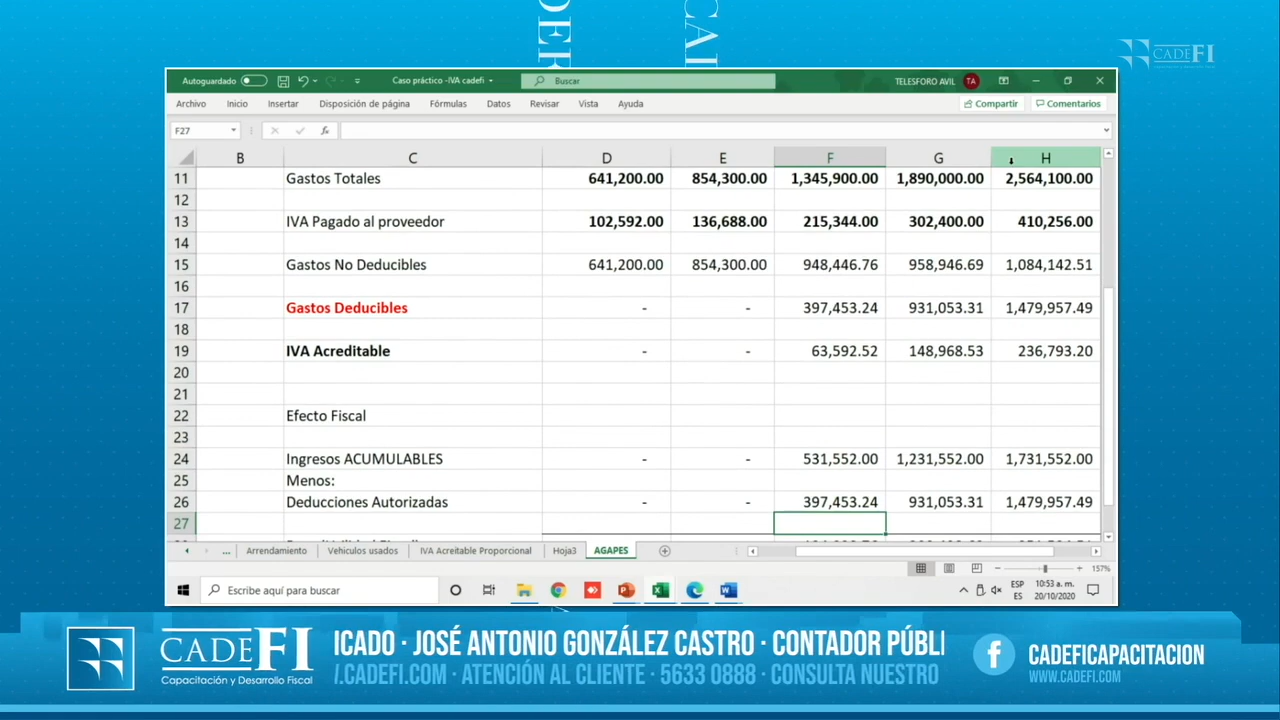 CADEFI
CADEFI
CADEFI
Capacitación y Desarrollo Fiscal
Autoguardado
Caso práctico -IVA cadefi
Buscar
TELESFORO AVIL TA
Archivo Inicio Insertar Disposición de página Fórmulas Datos Revisar Vista Ayuda Compartir Comentarios
F27 fx
B C D E F G H
11 Gastos Totales 641,200.00 854,300.00 1,345,900.00 1,890,000.00 2,564,100.00
12
13 IVA Pagado al proveedor 102,592.00 136,688.00 215,344.00 302,400.00 410,256.00
14
15 Gastos No Deducibles 641,200.00 854,300.00 948,446.76 958,946.69 1,084,142.51
16
17 Gastos Deducibles - - 397,453.24 931,053.31 1,479,957.49
18
19 IVA Acreditable - - 63,592.52 148,968.53 236,793.20
20
21
22 Efecto Fiscal
23
24 Ingresos ACUMULABLES - - 531,552.00 1,231,552.00 1,731,552.00
25 Menos:
26 Deducciones Autorizadas - - 397,453.24 931,053.31 1,479,957.49
27
... Arrendamiento Vehiculos usados IVA Acreitable Proporcional Hoja3 AGAPES
157%
Escribe aquí para buscar
ESP
ES
10:53 a. m.
20/10/2020
ICADO · JOSÉ ANTONIO GONZÁLEZ CASTRO · CONTADOR PÚBLI
/.CADEFI.COM · ATENCIÓN AL CLIENTE · 5633 0888 · CONSULTA NUESTRO
CADEFI
Capacitación y Desarrollo Fiscal
CADEFICAPACITACION
WWW.CADEFI.COM